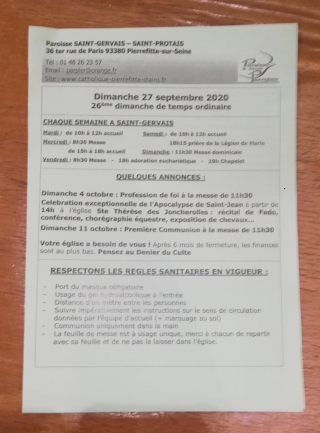 Paroisse SAINT-GERVAIS – SAINT-PROTAIS
36 ter rue de Paris 93380 Pierrefitte-sur-Seine
Tél : 01 48 26 23 57
Site : www.catholique-pierrefitte-stains.fr
Dimanche 27 septembre 2020
26ème dimanche de temps ordinaire
CHAQUE SEMAINE A SAINT-GERVAIS
Mardi : de 10h à 12h accueil
Samedi : de 10h à 12h accueil
Mercredi : 8h30 Messe
18h15 prière de la Légion de Marie
de 15h à 18h accueil
Dimanche : 11h30 Messe dominicale
Vendredi : 8h30 Messe - 18h adoration eucharistique - 20h Chapelet
QUELQUES ANNONCES :
Dimanche 4 octobre : Profession de foi à la messe de 11h30
Celebration exceptionnelle de l'Apocalypse de Saint-Jean à partir de
14h à l'église Ste Thérèse des Joncherolles : récital de Fado,
conférence, chorégraphie équestre, exposition de chevaux...
Dimanche 11 octobre : Première Communion à la messe de 11h30
Votre église a besoin de vous ! Après 6 mois de fermeture, les finances
sont au plus bas. Pensez au Denier du Culte
RESPECTONS LES REGLES SANITAIRES EN VIGUEUR :
- Port du masque obligatoire
- Usage du gel hydroalcoolique à l'entrée
- Distance d'un mètre entre les personnes
- Suivre impérativement les instructions sur le sens de circulation
données par l'équipe d'accueil (+ marquage au sol)
- Communion uniquement dans la main
- La feuille de messe est à usage unique, merci à chacun de repartir
avec sa feuille et de ne pas la laisser dans l'église.